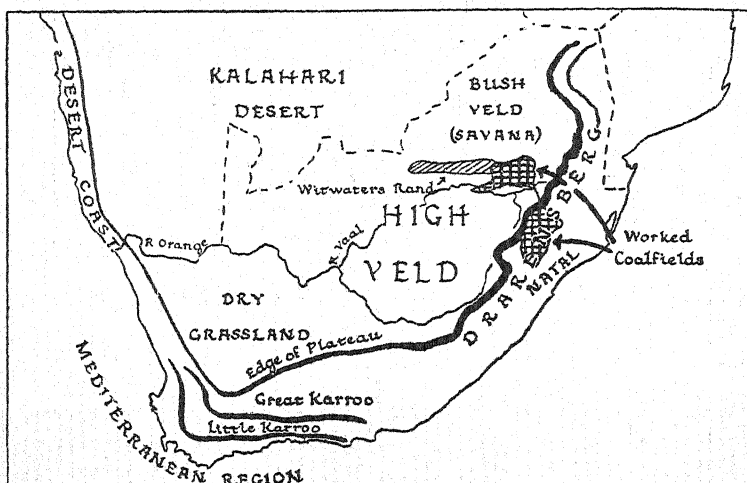 KALAHARI
DESERT
BUSH
VELD
(SAVANA)
DESERT COAST
Witwaters Rand
HIGH
VELD
R Orange
R Vaal
DRARENSBERG
NATAL
Worked
Coalfields
DRY
GRASSLAND
Edge of Plateau
Great Karroo
Little Karroo
MEDITERRANEAN REGION